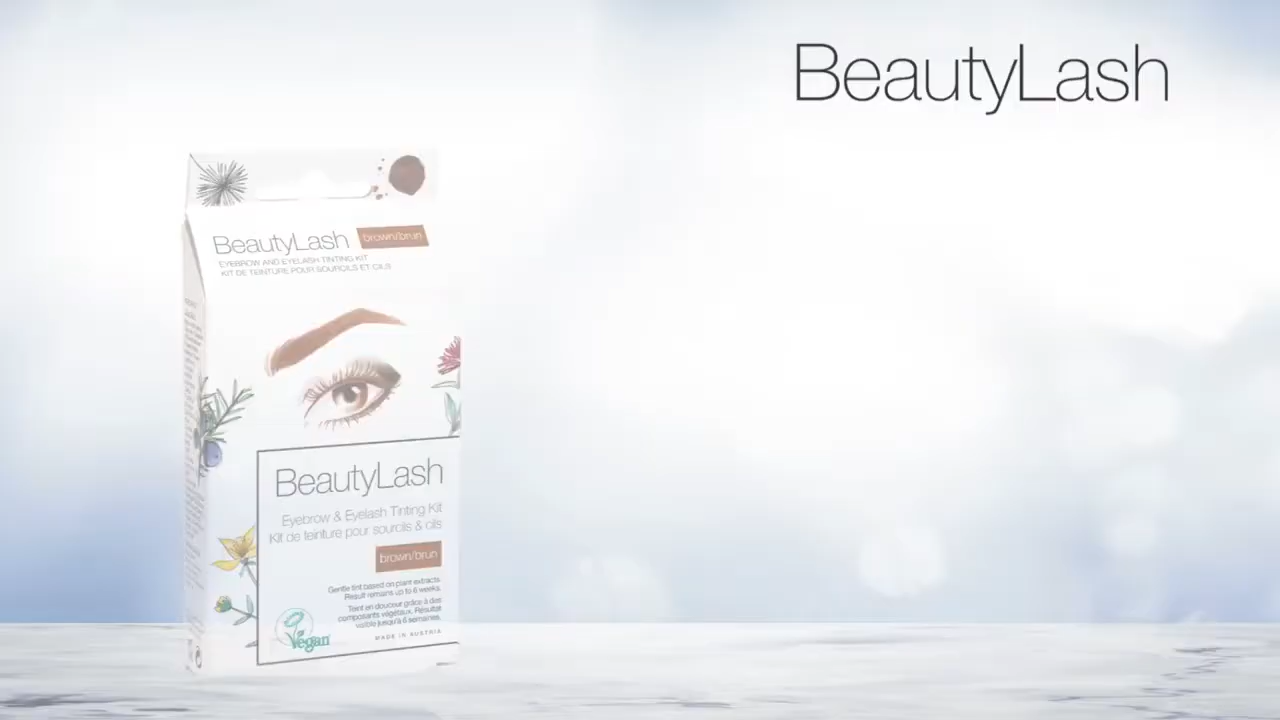 BeautyLash
BeautyLash brown/brun
EYEBROW AND EYELASH TINTING KIT
KIT DE TEINTURE POUR SOURCILS ET CILS
BeautyLash
Eyebrow & Eyelash Tinting Kit
Kit de teinture pour sourcils & cils
brown/brun
Gentle tint based on plant extracts.
Result remains up to 6 weeks.
Teint en douceur grâce à des
composants végétaux. Résultat
visible jusqu'à 6 semaines.
Vegan
MADE IN AUSTRIA